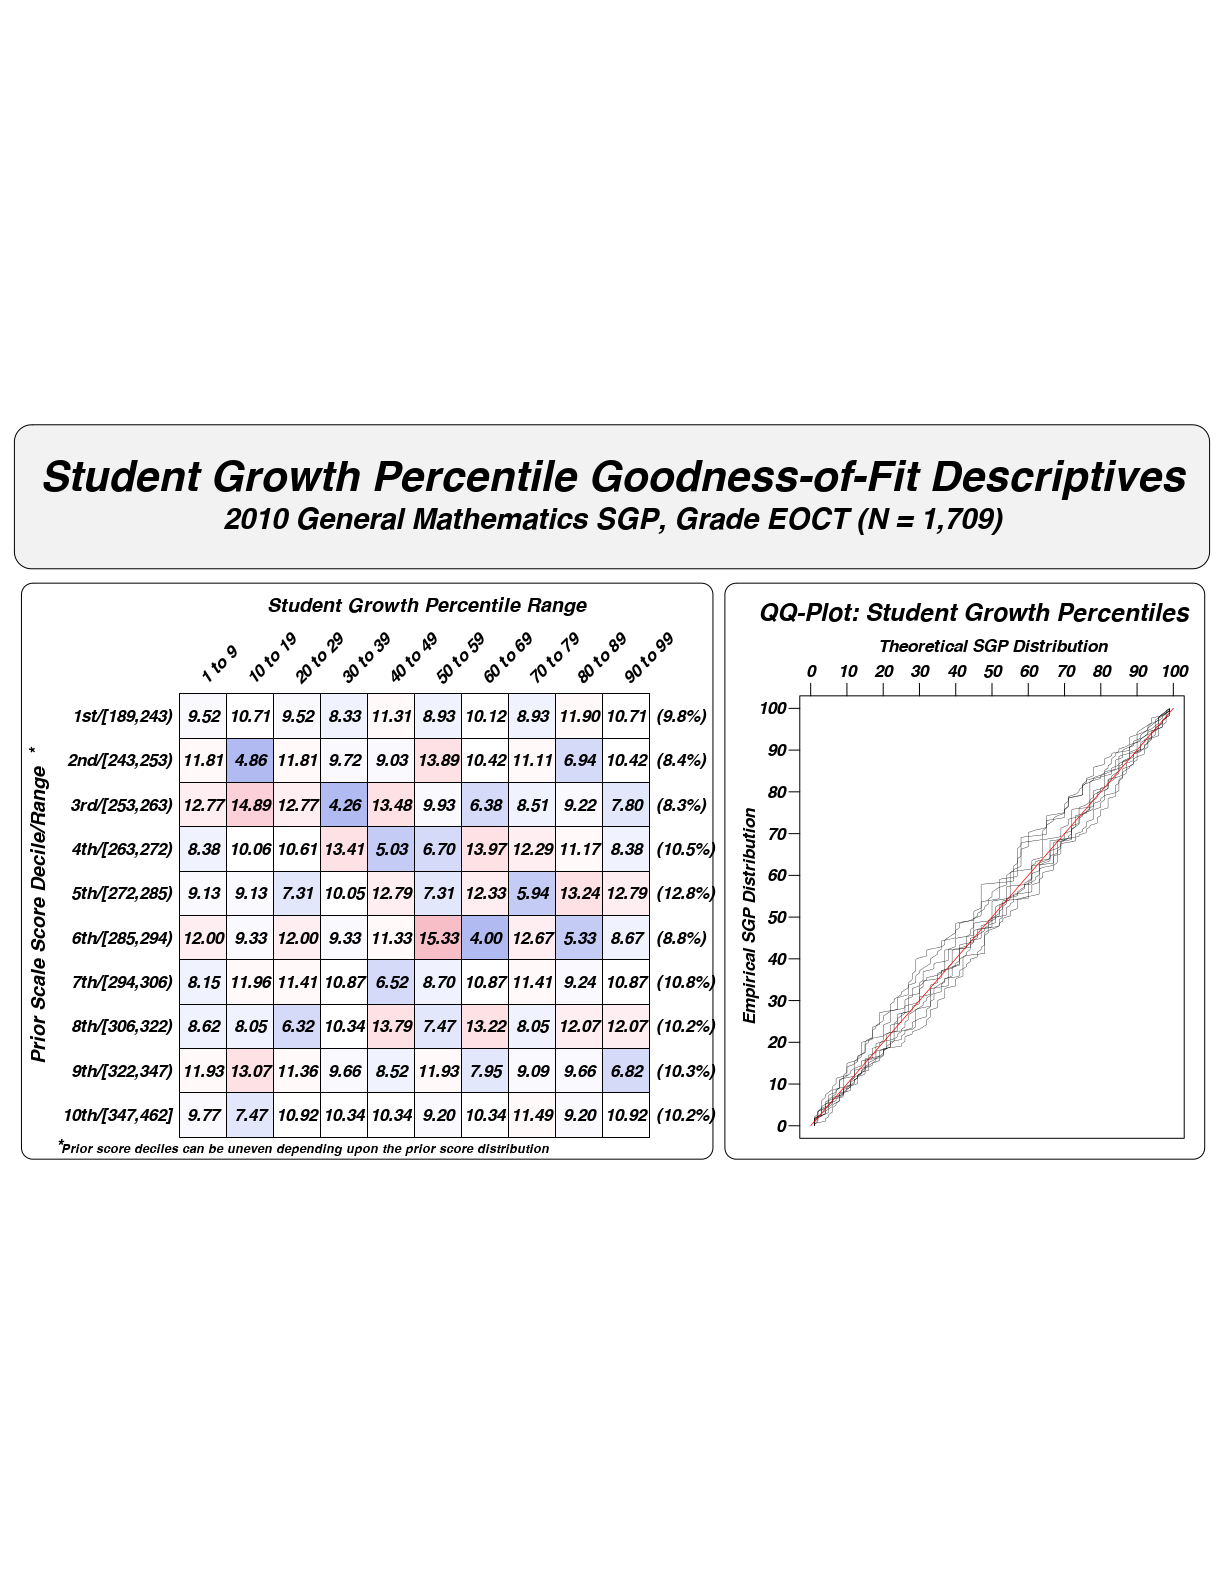 Student Growth Percentile Goodness-of-Fit Descriptives
2010 General Mathematics SGP, Grade EOCT (N = 1,709)
Student Growth Percentile Range
1 to 9 10 to 19 20 to 29 30 to 39 40 to 49 50 to 59 60 to 69 70 to 79 80 to 89 90 to 99
Prior Scale Score Decile/Range *
1st/[189,243) 9.52 10.71 9.52 8.33 11.31 8.93 10.12 8.93 11.90 10.71 (9.8%)
2nd/[243,253) 11.81 4.86 11.81 9.72 9.03 13.89 10.42 11.11 6.94 10.42 (8.4%)
3rd/[253,263) 12.77 14.89 12.77 4.26 13.48 9.93 6.38 8.51 9.22 7.80 (8.3%)
4th/[263,272) 8.38 10.06 10.61 13.41 5.03 6.70 13.97 12.29 11.17 8.38 (10.5%)
5th/[272,285) 9.13 9.13 7.31 10.05 12.79 7.31 12.33 5.94 13.24 12.79 (12.8%)
6th/[285,294) 12.00 9.33 12.00 9.33 11.33 15.33 4.00 12.67 5.33 8.67 (8.8%)
7th/[294,306) 8.15 11.96 11.41 10.87 6.52 8.70 10.87 11.41 9.24 10.87 (10.8%)
8th/[306,322) 8.62 8.05 6.32 10.34 13.79 7.47 13.22 8.05 12.07 12.07 (10.2%)
9th/[322,347) 11.93 13.07 11.36 9.66 8.52 11.93 7.95 9.09 9.66 6.82 (10.3%)
10th/[347,462] 9.77 7.47 10.92 10.34 10.34 9.20 10.34 11.49 9.20 10.92 (10.2%)
*Prior score deciles can be uneven depending upon the prior score distribution
QQ-Plot: Student Growth Percentiles
Theoretical SGP Distribution
0 10 20 30 40 50 60 70 80 90 100
Empirical SGP Distribution
100
90
80
70
60
50
40
30
20
10
0